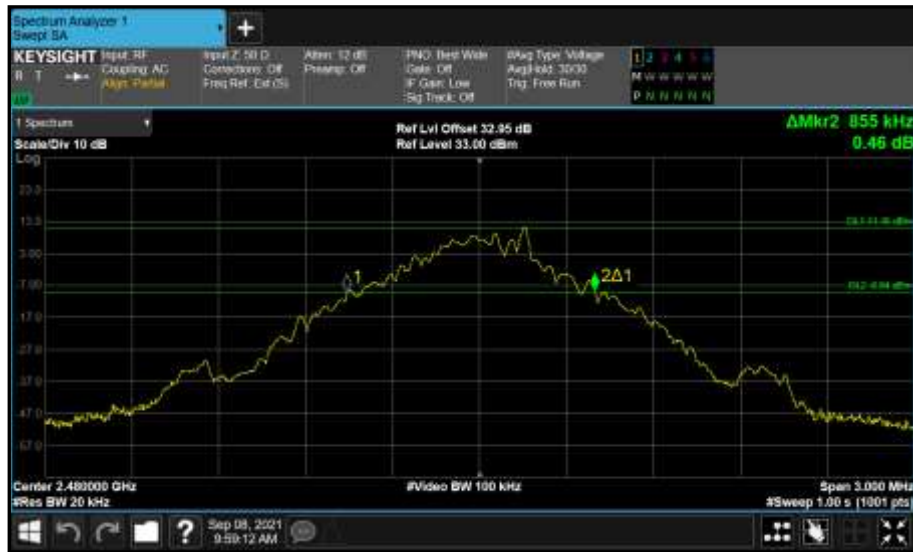 Spectrum Analyzer 1
Swept SA
+
KEYSIGHT
R T
Input: RF
Coupling: AC
Align: Partial
Input Z: 50 Ω
Corrections: Off
Freq Ref: Ext (S)
Atten: 12 dB
Preamp: Off
PNO: Best Wide
Gate: Off
IF Gain: Low
Sig Track: Off
#Avg Type: Voltage
Avg|Hold: 30/30
Trig: Free Run
1 2 3 4 5 6
M W W W W W
P N N N N N
1 Spectrum
Scale/Div 10 dB
Ref Lvl Offset 32.95 dB
Ref Level 33.00 dBm
ΔMkr2 855 kHz
0.46 dB
Log
23.0
13.0
3.00
-7.00
-17.0
-27.0
-37.0
-47.0
-57.0
1
2Δ1
Center 2.480000 GHz
#Res BW 20 kHz
#Video BW 100 kHz
Span 3.000 MHz
#Sweep 1.00 s (1001 pts)
?
Sep 08, 2021
9:59:12 AM